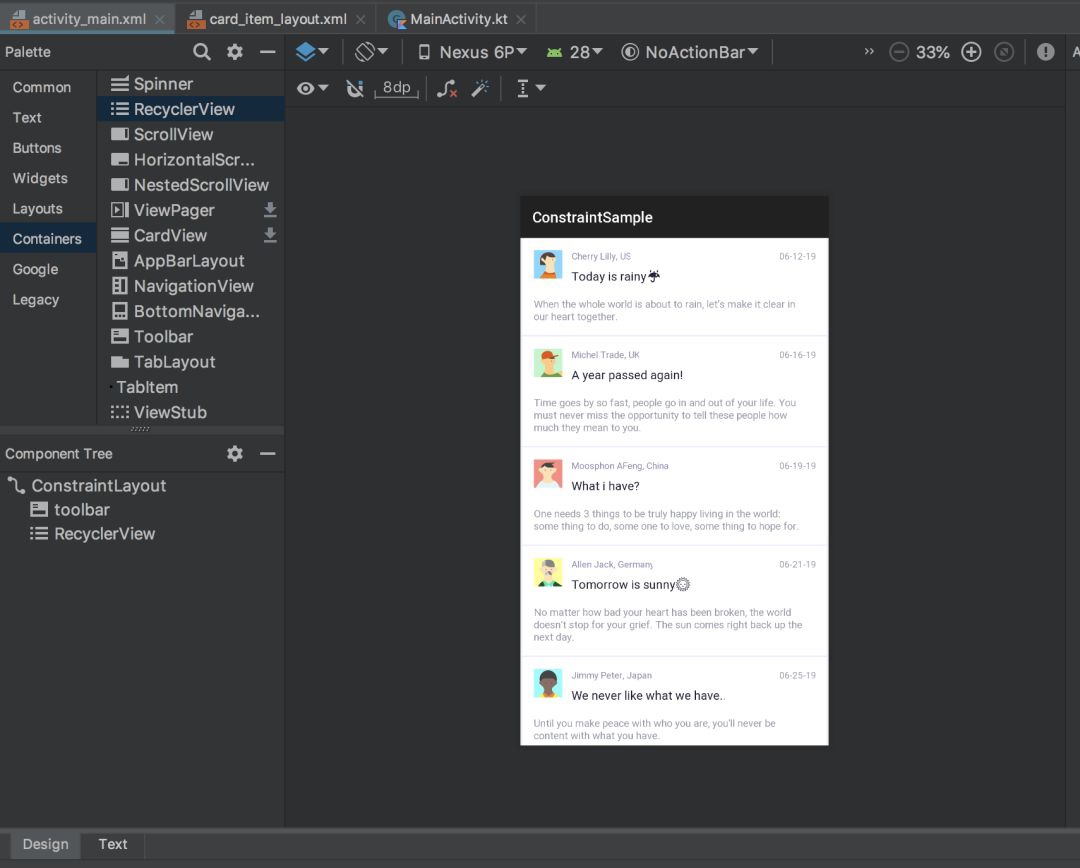 activity_main.xml
card_item_layout.xml
MainActivity.kt
Palette
Nexus 6P
28
NoActionBar
33%
A
8dp
Common
Text
Buttons
Widgets
Layouts
Containers
Google
Legacy
Spinner
RecyclerView
ScrollView
HorizontalScr...
NestedScrollView
ViewPager
CardView
AppBarLayout
NavigationView
BottomNaviga...
Toolbar
TabLayout
TabItem
ViewStub
Component Tree
ConstraintLayout
toolbar
RecyclerView
ConstraintSample
Cherry Lilly, US 06-12-19
Today is rainy☔
When the whole world is about to rain, let's make it clear in
our heart together.
Michel Trade, UK 06-16-19
A year passed again!
Time goes by so fast, people go in and out of your life. You
must never miss the opportunity to tell these people how
much they mean to you.
Moosphon AFeng, China 06-19-19
What i have?
One needs 3 things to be truly happy living in the world:
some thing to do, some one to love, some thing to hope for.
Allen Jack, Germany 06-21-19
Tomorrow is sunny🌞
No matter how bad your heart has been broken, the world
doesn't stop for your grief. The sun comes right back up the
next day.
Jimmy Peter, Japan 06-25-19
We never like what we have..
Until you make peace with who you are, you'll never be
content with what you have.
Design Text